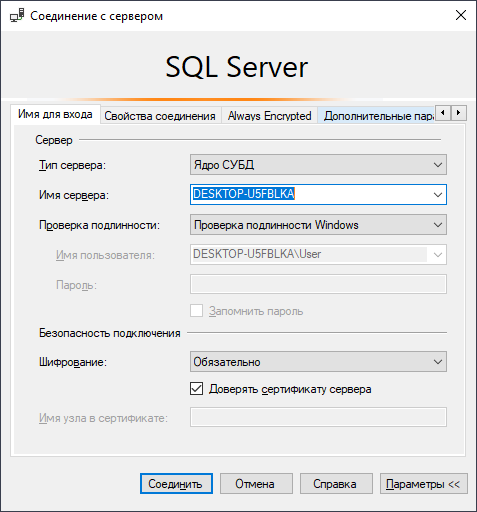 Соединение с сервером
SQL Server
Имя для входа Свойства соединения Always Encrypted Дополнительные пара
Сервер
Тип сервера: Ядро СУБД
Имя сервера: DESKTOP-U5FBLKA
Проверка подлинности: Проверка подлинности Windows
Имя пользователя: DESKTOP-U5FBLKA\User
Пароль:
Запомнить пароль
Безопасность подключения
Шифрование: Обязательно
Доверять сертификату сервера
Имя узла в сертификате:
Соединить Отмена Справка Параметры <<